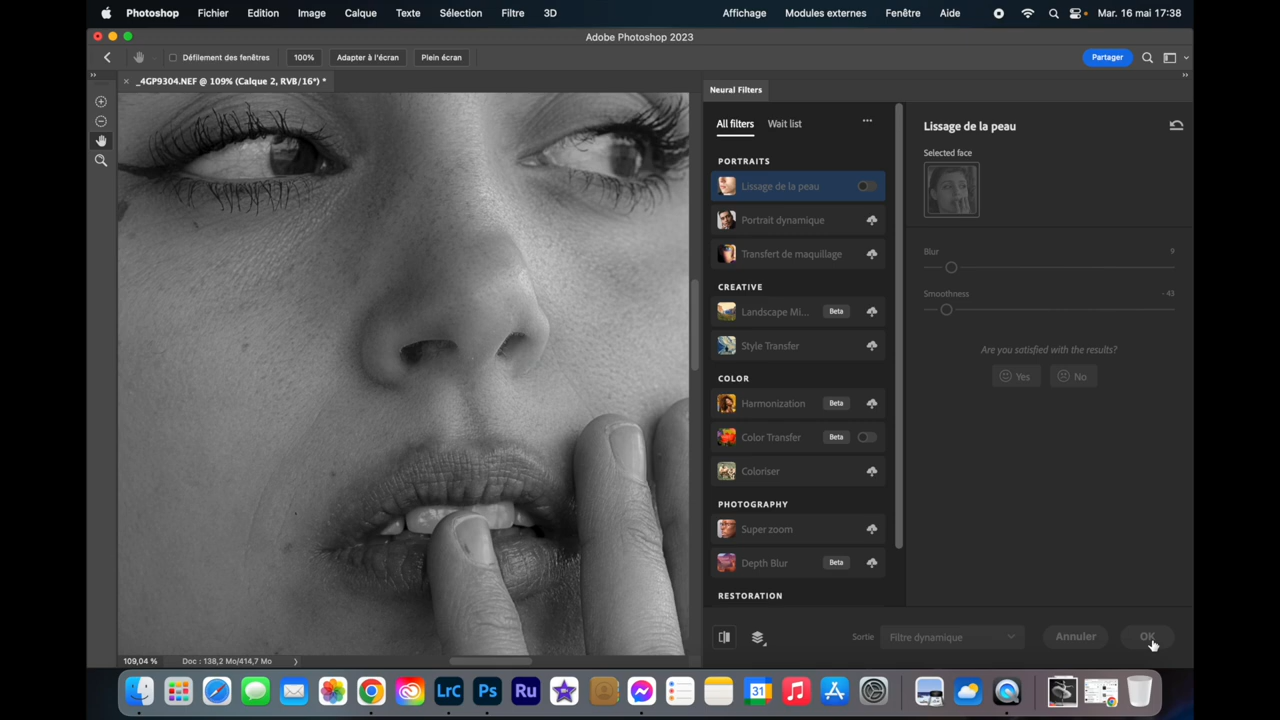 Photoshop Fichier Edition Image Calque Texte Sélection Filtre 3D Affichage Modules externes Fenêtre Aide Mar. 16 mai 17:38
Adobe Photoshop 2023
Défilement des fenêtres 100% Adapter à l'écran Plein écran Partager
_4GP9304.NEF @ 109% (Calque 2, RVB/16*) *
Neural Filters
All filters Wait list
Lissage de la peau
Selected face
PORTRAITS
Lissage de la peau
Portrait dynamique
Transfert de maquillage
Blur 9
Smoothness - 43
Are you satisfied with the results?
Yes No
CREATIVE
Landscape Mi... Beta
Style Transfer
COLOR
Harmonization Beta
Color Transfer Beta
Coloriser
PHOTOGRAPHY
Super zoom
Depth Blur Beta
RESTORATION
Sortie Filtre dynamique Annuler OK
109,04 % Doc : 138,2 Mo/414,7 Mo
LrC Ps Ru 31